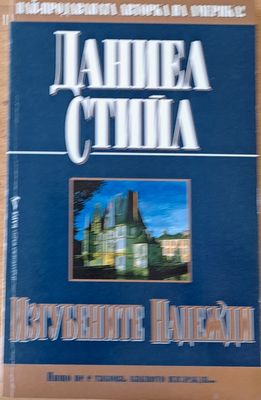 НАЙ-ПРОДАВАНАТА АВТОРКА НА АМЕРИКА!
ДАНИЕЛ
СТИЙЛ
ИЗГУБЕНИТЕ НАДЕЖДИ
Нищо не е такова, каквото изглежда...